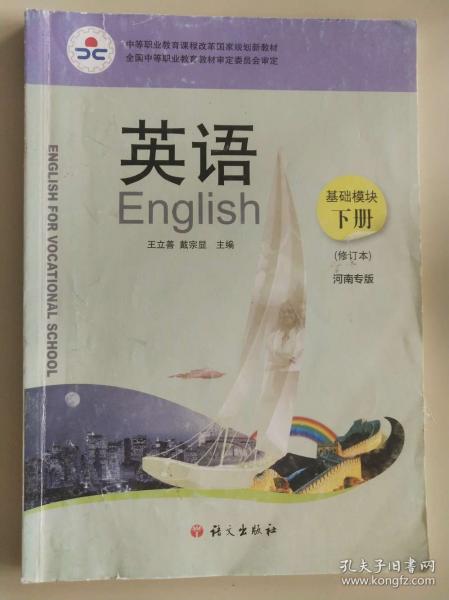 中等职业教育课程改革国家规划新教材
全国中等职业教育教材审定委员会审定
英语
English
王立善 戴宗显 主编
基础模块
下册
(修订本)
河南专版
ENGLISH FOR VOCATIONAL SCHOOL
语文出版社
孔夫子旧书网
www.kongfz.com